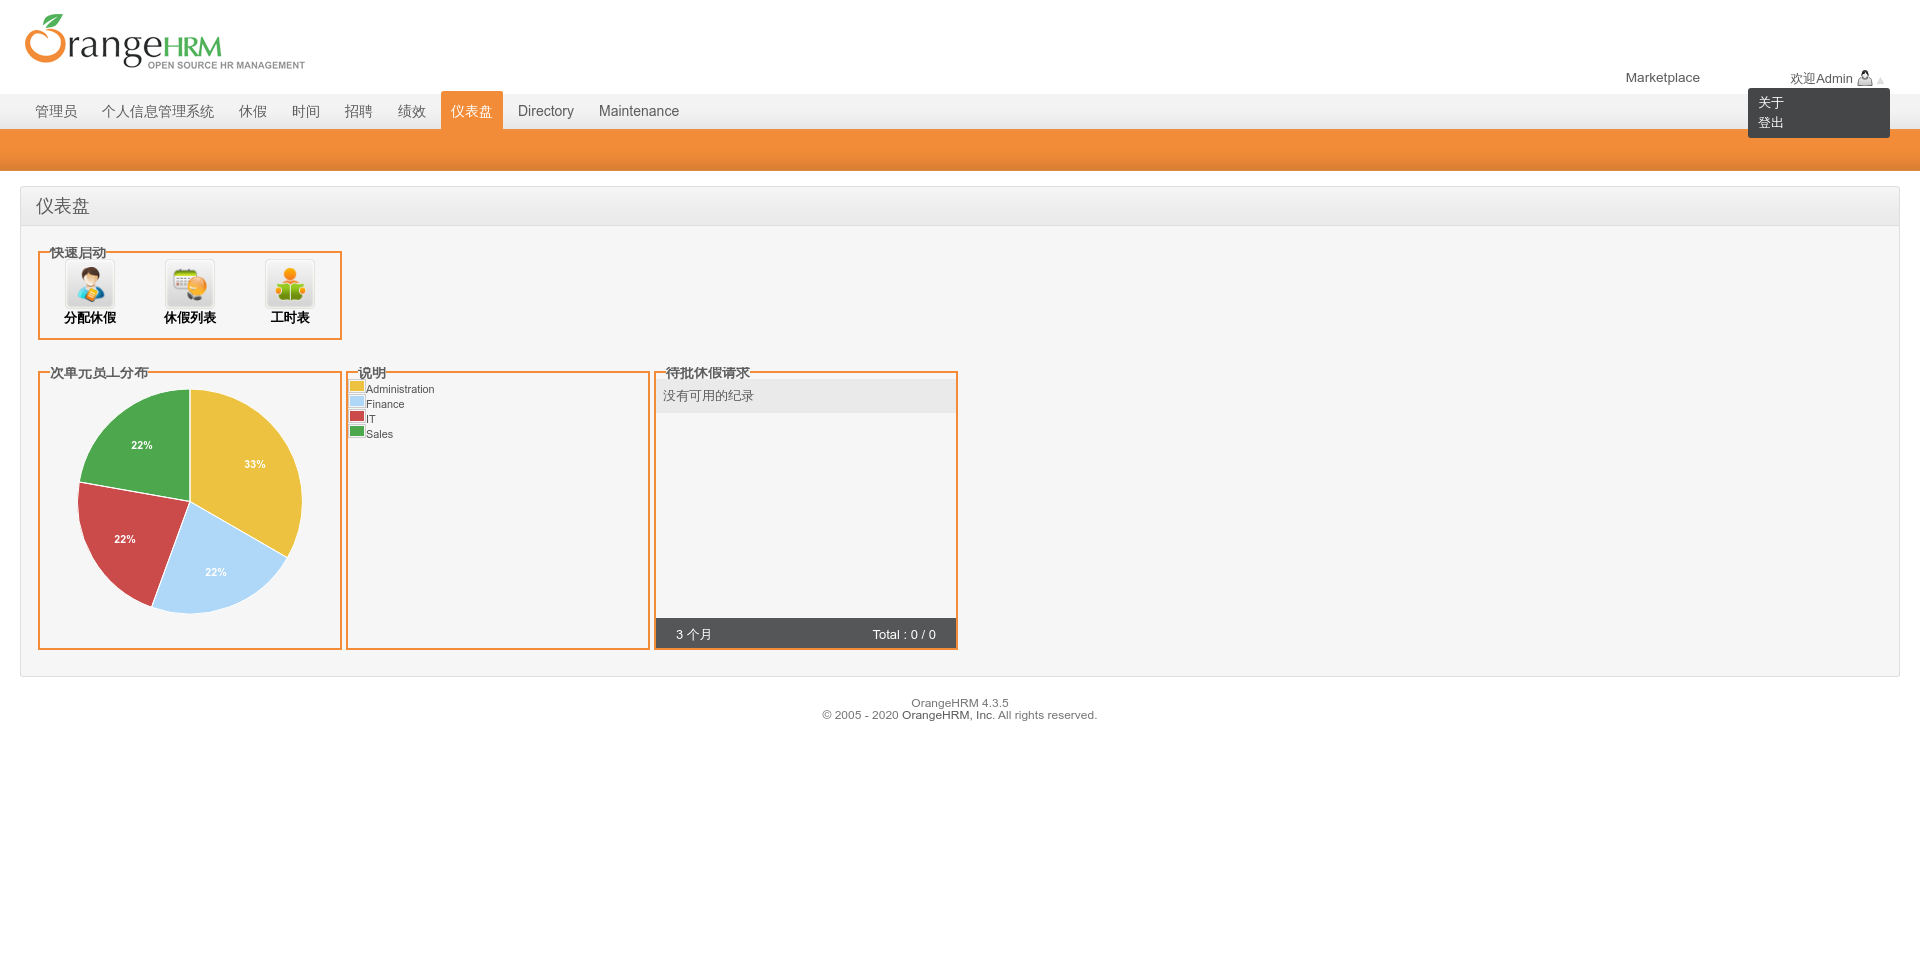 OrangeHRM
OPEN SOURCE HR MANAGEMENT
Marketplace
欢迎Admin
关于
登出
管理员 个人信息管理系统 休假 时间 招聘 绩效 仪表盘 Directory Maintenance
仪表盘
快速启动
分配休假 休假列表 工时表
次单元员工分布
33%
22%
22%
22%
说明
Administration
Finance
IT
Sales
待批休假请求
没有可用的纪录
3 个月 Total : 0 / 0
OrangeHRM 4.3.5
© 2005 - 2020 OrangeHRM, Inc. All rights reserved.